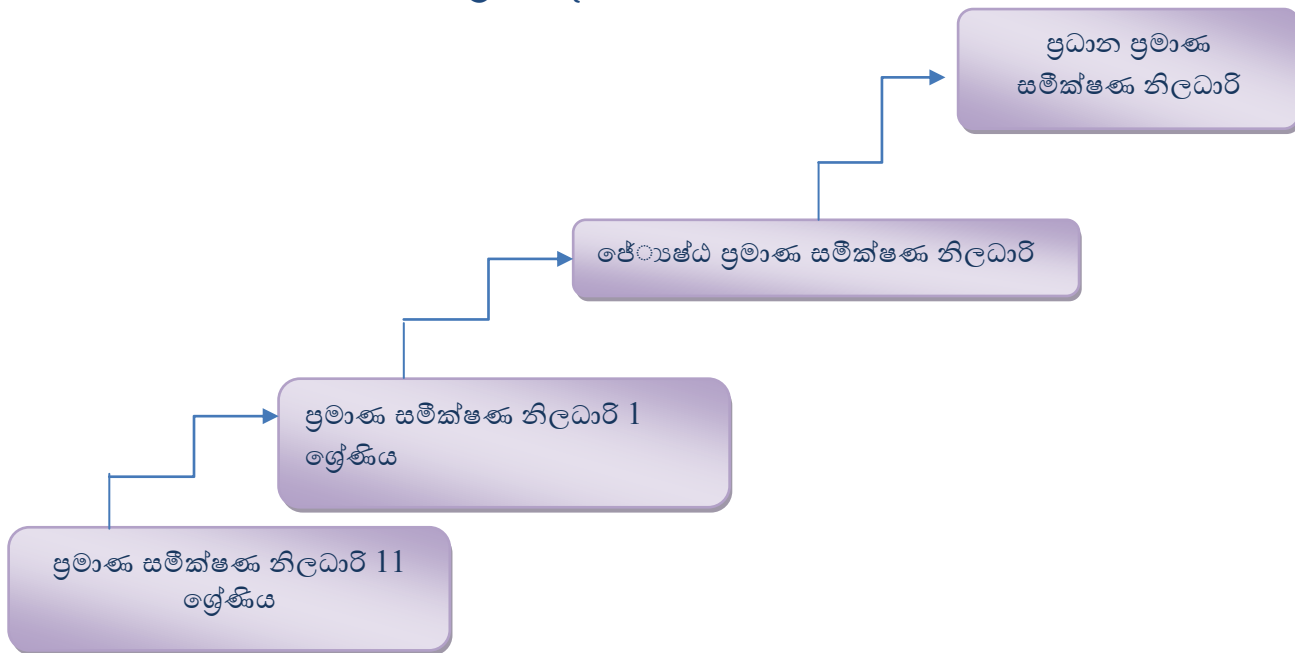 ප්‍රධාන ප්‍රමාණ
සමීක්ෂණ නිලධාරි
ජේ්‍යෂ්ඨ ප්‍රමාණ සමීක්ෂණ නිලධාරි
ප්‍රමාණ සමීක්ෂණ නිලධාරි 1
ශ්‍රේණිය
ප්‍රමාණ සමීක්ෂණ නිලධාරි 11
ශ්‍රේණිය